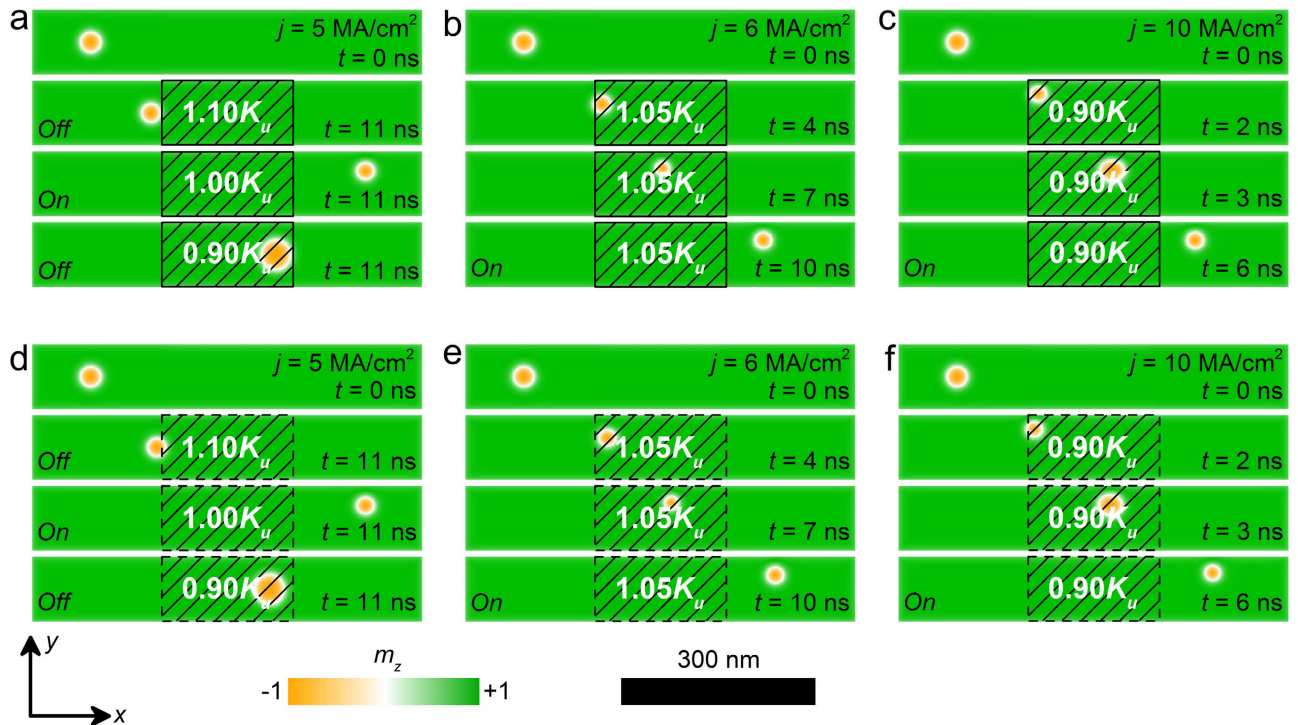 a
j = 5 MA/cm²
t = 0 ns
Off
1.10Kᵤ
t = 11 ns
On
1.00Kᵤ
t = 11 ns
Off
0.90Kᵤ
t = 11 ns
b
j = 6 MA/cm²
t = 0 ns
1.05Kᵤ
t = 4 ns
1.05Kᵤ
t = 7 ns
On
1.05Kᵤ
t = 10 ns
c
j = 10 MA/cm²
t = 0 ns
0.90Kᵤ
t = 2 ns
0.90Kᵤ
t = 3 ns
On
0.90Kᵤ
t = 6 ns
d
j = 5 MA/cm²
t = 0 ns
Off
1.10Kᵤ
t = 11 ns
On
1.00Kᵤ
t = 11 ns
Off
0.90Kᵤ
t = 11 ns
e
j = 6 MA/cm²
t = 0 ns
1.05Kᵤ
t = 4 ns
1.05Kᵤ
t = 7 ns
On
1.05Kᵤ
t = 10 ns
f
j = 10 MA/cm²
t = 0 ns
0.90Kᵤ
t = 2 ns
0.90Kᵤ
t = 3 ns
On
0.90Kᵤ
t = 6 ns
y
x
m_z
-1
+1
300 nm